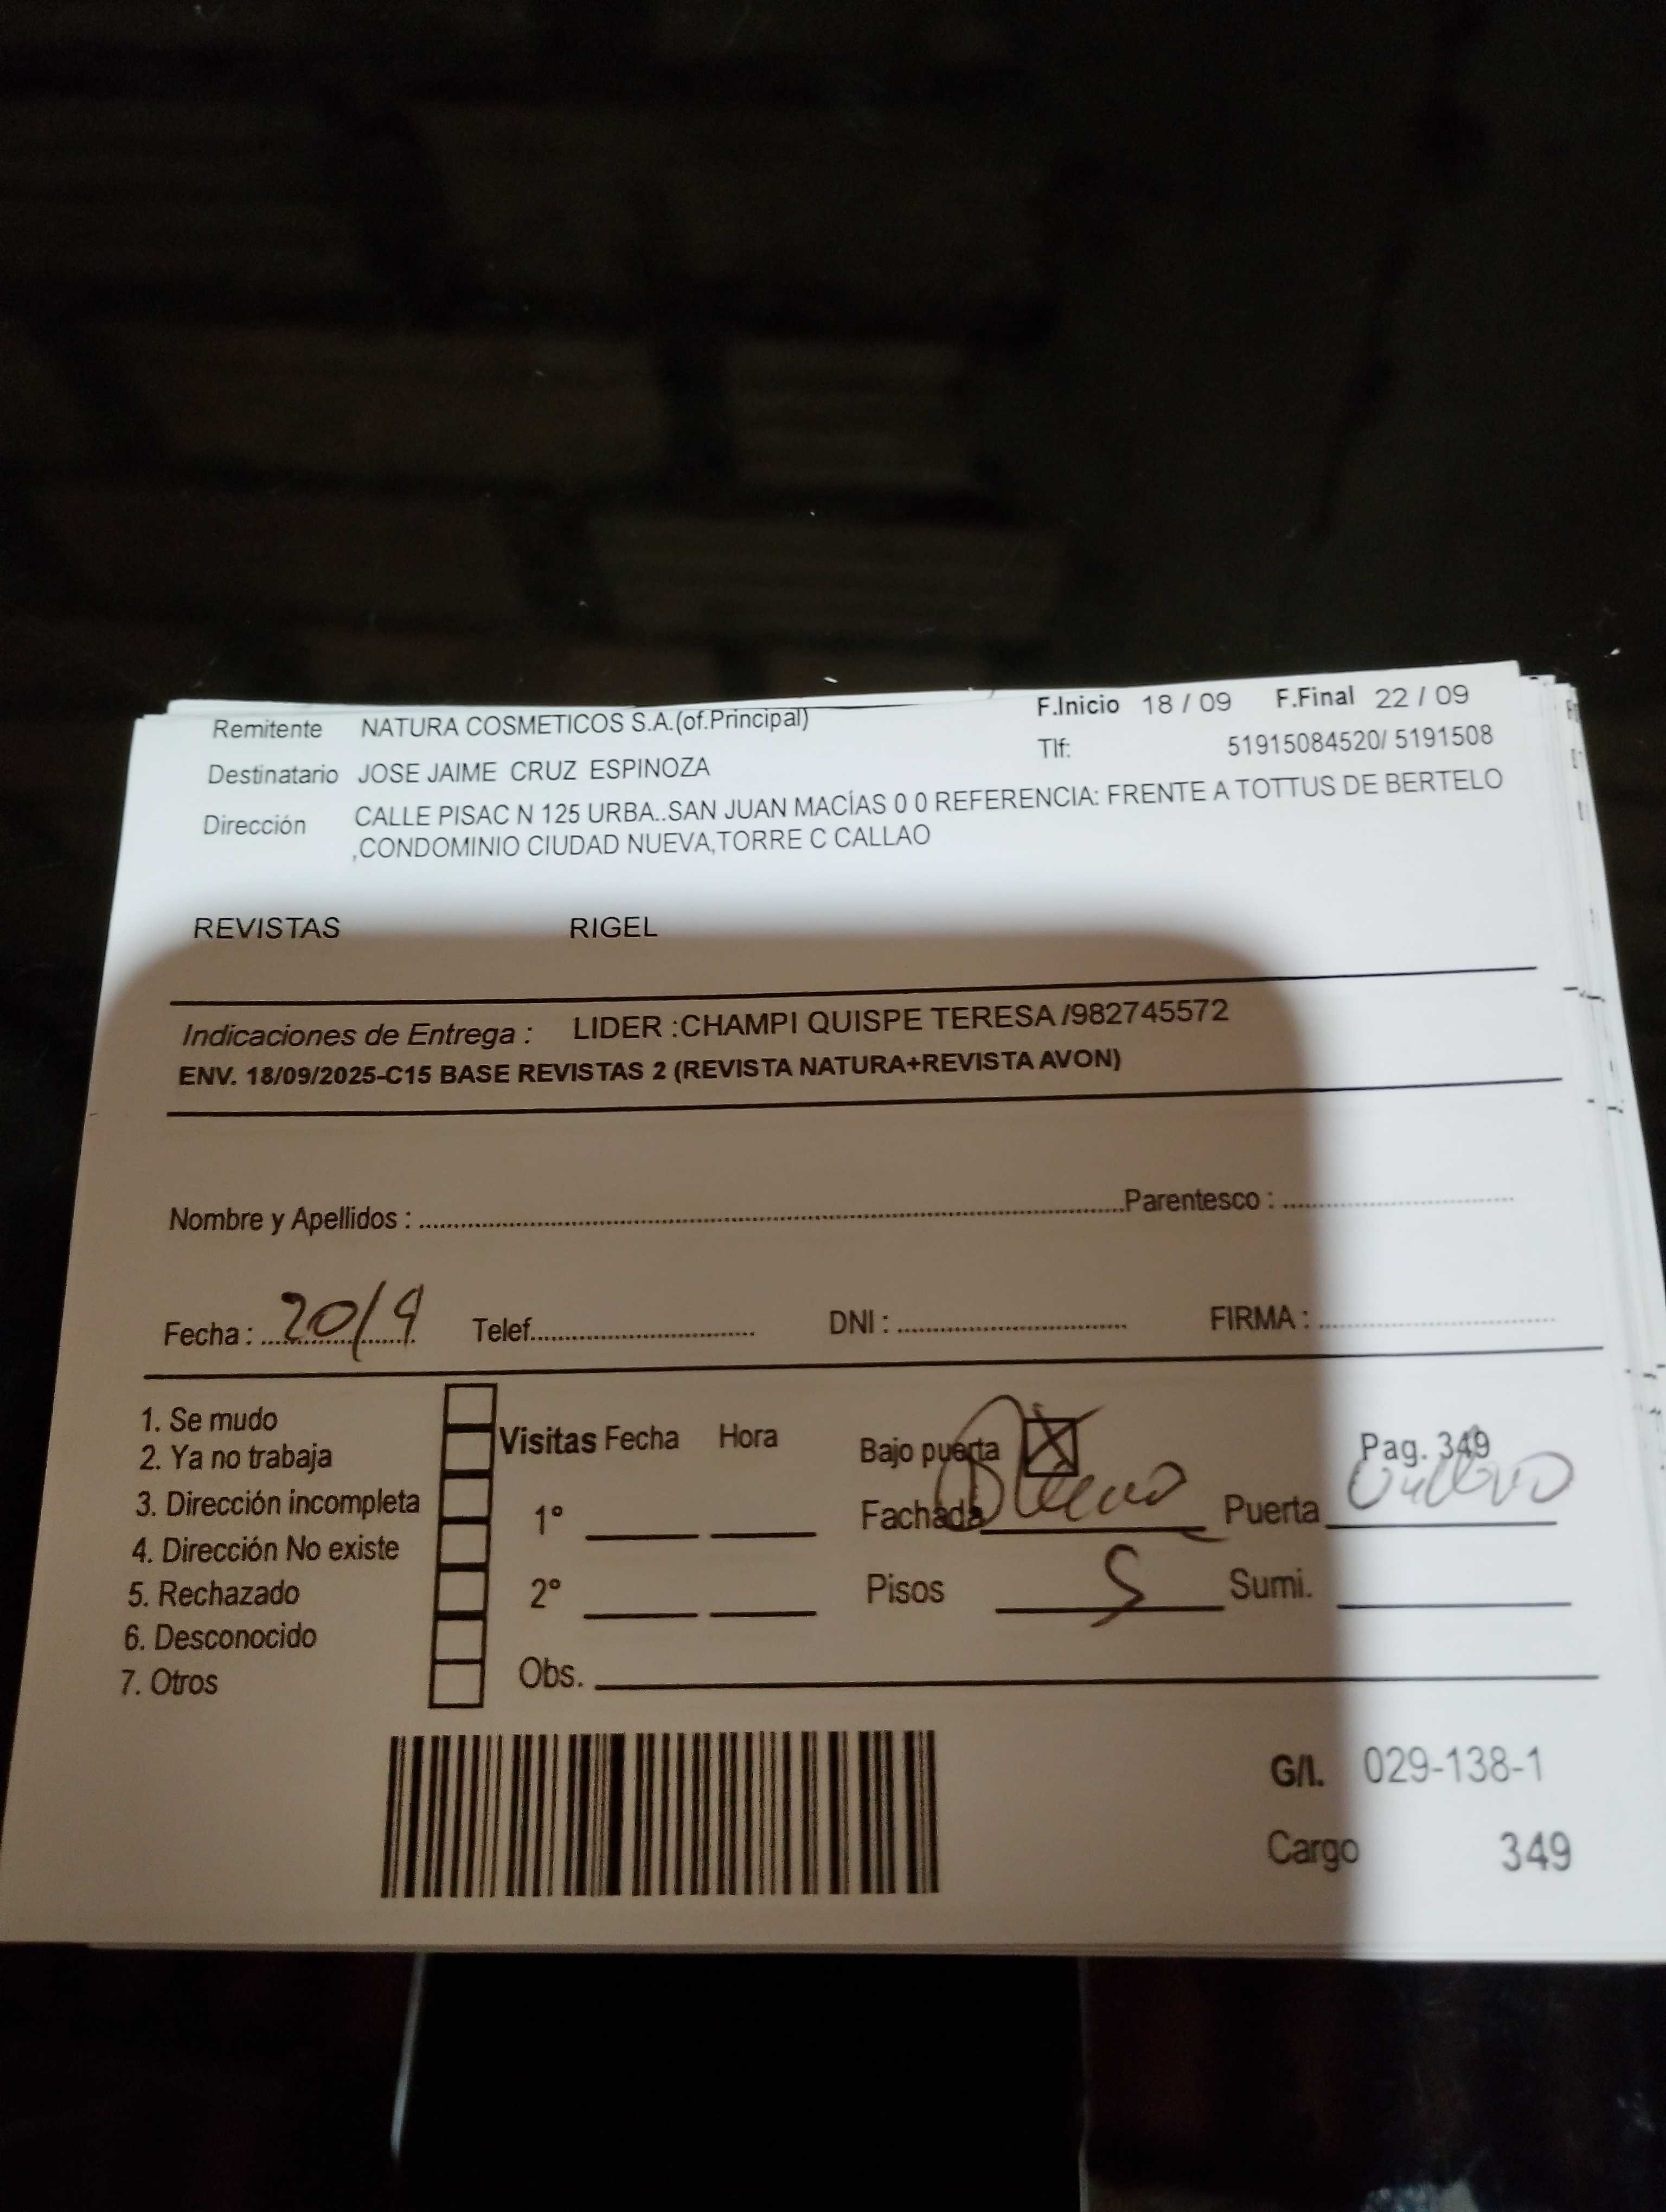 Remitente NATURA COSMETICOS S.A.(of.Principal) F.Inicio 18 / 09 F.Final 22 / 09
Destinatario JOSE JAIME CRUZ ESPINOZA Tlf: 51915084520/ 5191508
Dirección CALLE PISAC N 125 URBA..SAN JUAN MACÍAS 0 0 REFERENCIA: FRENTE A TOTTUS DE BERTELO
,CONDOMINIO CIUDAD NUEVA,TORRE C CALLAO
REVISTAS RIGEL
Indicaciones de Entrega : LIDER :CHAMPI QUISPE TERESA /982745572
ENV. 18/09/2025-C15 BASE REVISTAS 2 (REVISTA NATURA+REVISTA AVON)
Nombre y Apellidos : Parentesco :
Fecha : 20/9 Telef. DNI : FIRMA :
1. Se mudo
2. Ya no trabaja
3. Dirección incompleta
4. Dirección No existe
5. Rechazado
6. Desconocido
7. Otros
Visitas Fecha Hora
1°
2°
Obs.
Bajo puerta X Pag. 349
Fachada Puerta
Pisos 5 Sumi.
G/I. 029-138-1
Cargo 349